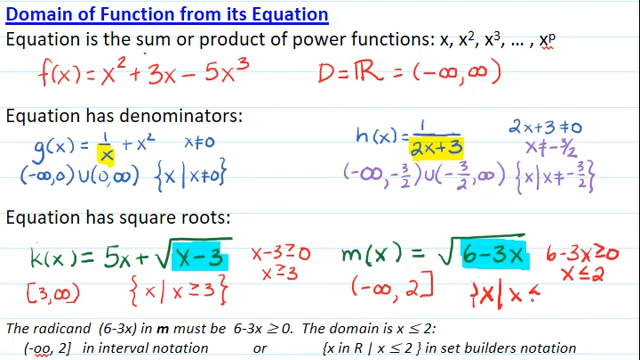 Domain of Function from its Equation
Equation is the sum or product of power functions: x, x², x³, ... , xᵖ
f(x) = x² + 3x − 5x³ D = ℝ = (−∞, ∞)
Equation has denominators:
g(x) = 1/x + x² x ≠ 0 h(x) = 1/(2x+3) 2x+3 ≠ 0
x ≠ −3/2
(−∞, 0) ∪ (0, ∞) {x | x ≠ 0} (−∞, −3/2) ∪ (−3/2, ∞) {x | x ≠ −3/2}
Equation has square roots:
k(x) = 5x + √(x−3) x−3 ≥ 0 m(x) = √(6−3x) 6−3x ≥ 0
x ≥ 3 x ≤ 2
[3, ∞) {x | x ≥ 3} (−∞, 2] {x | x ≤
The radicand (6-3x) in m must be 6-3x ≥ 0. The domain is x ≤ 2:
(-oo, 2] in interval notation or {x in R | x ≤ 2 } in set builders notation